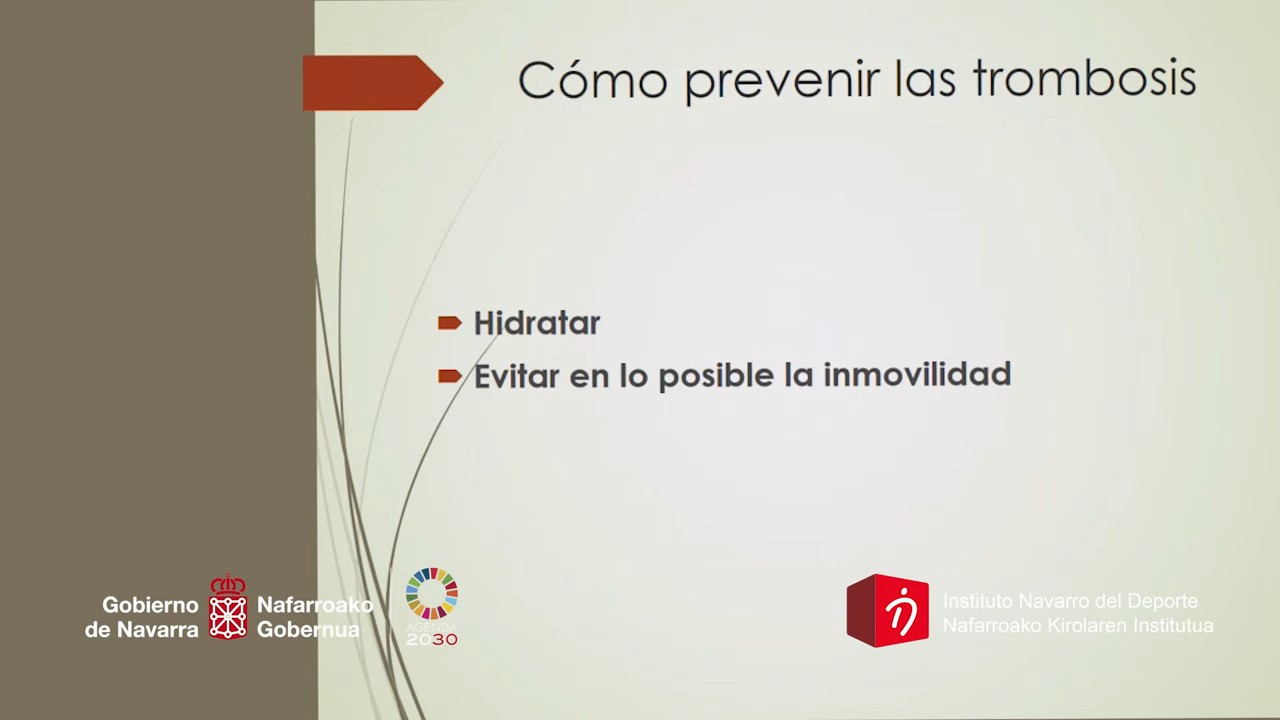 Cómo prevenir las trombosis
Hidratar
Evitar en lo posible la inmovilidad
Gobierno
de Navarra
Nafarroako
Gobernua
AGENDA
2030
Instituto Navarro del Deporte
Nafarroako Kirolaren Institutua